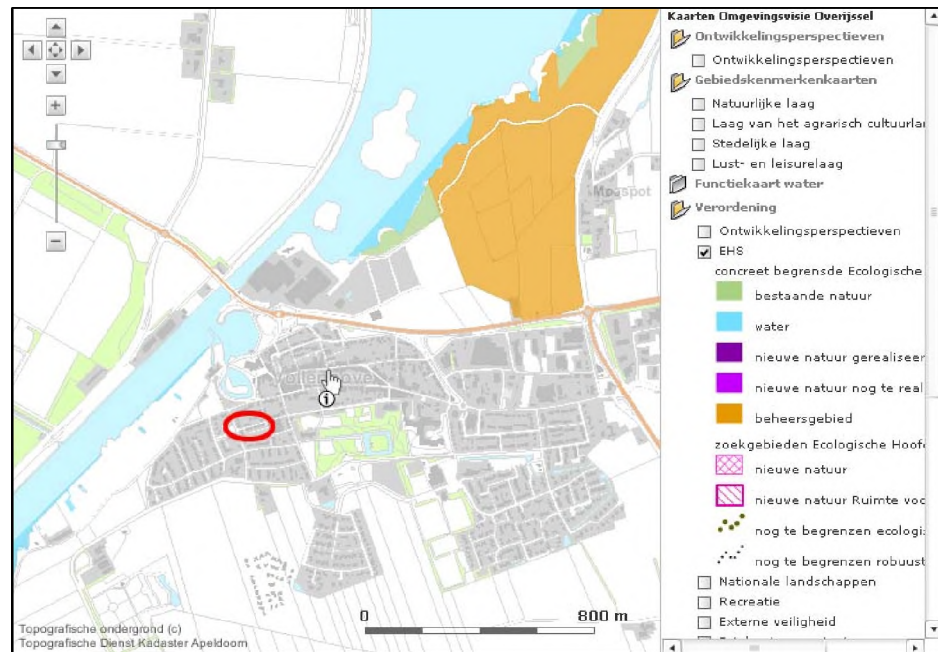 Kaarten Omgevingsvisie Overijssel
Ontwikkelingsperspectieven
Ontwikkelingsperspectieven
Gebiedskenmerkenkaarten
Natuurlijke laag
Laag van het agrarisch cultuurlan
Stedelijke laag
Lust- en leisurelaag
Functiekaart water
Verordening
Ontwikkelingsperspectieven
EHS
concreet begrensde Ecologische
bestaande natuur
water
nieuwe natuur gerealiseer
nieuwe natuur nog te real
beheersgebied
zoekgebieden Ecologische Hoofd
nieuwe natuur
nieuwe natuur Ruimte voo
nog te begrenzen ecologi
nog te begrenzen robuust
Nationale landschappen
Recreatie
Externe veiligheid
Moespot
0 800 m
Topografische ondergrond (c)
Topografische Dienst Kadaster Apeldoorn